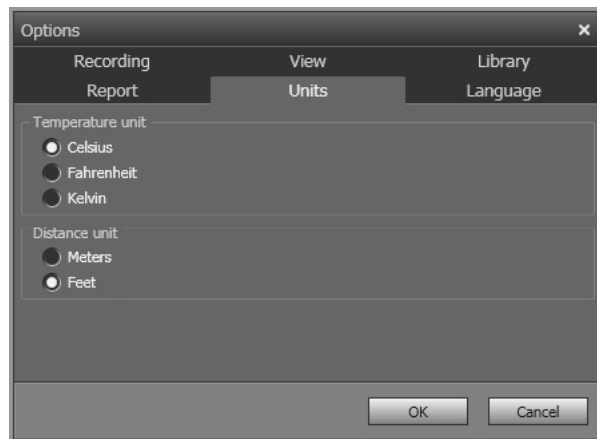 Options
Recording View Library
Report Units Language
Temperature unit
Celsius
Fahrenheit
Kelvin
Distance unit
Meters
Feet
OK Cancel